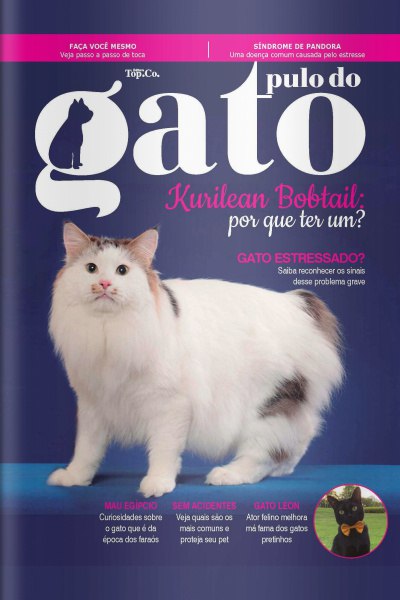 FAÇA VOCÊ MESMO
Veja passo a passo de toca
SÍNDROME DE PANDORA
Uma doença comum causada pelo estresse
Editora
Top.Co.
pulo do
gato
Kurilean Bobtail:
por que ter um?
GATO ESTRESSADO?
Saiba reconhecer os sinais
desse problema grave
MAU EGÍPCIO
Curiosidades sobre
o gato que é da
época dos faraós
SEM ACIDENTES
Veja quais são os
mais comuns e
proteja seu pet
GATO LÉON
Ator felino melhora
má fama dos gatos
pretinhos